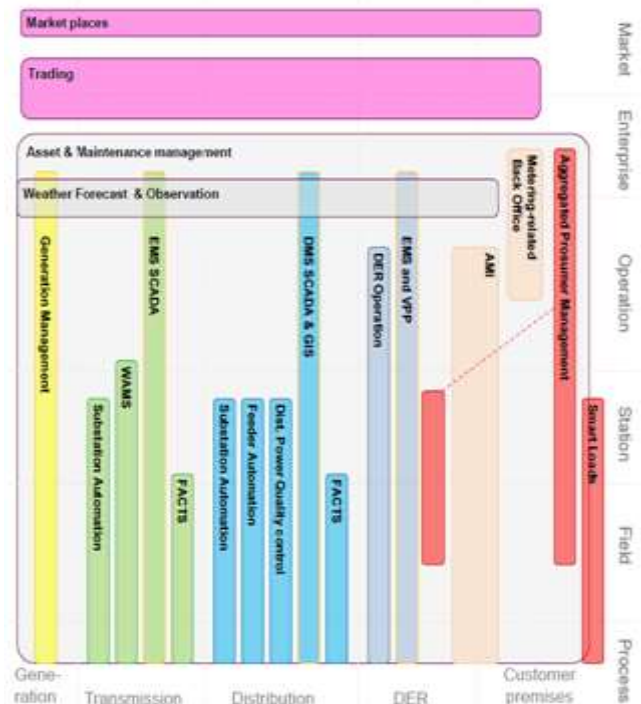 Market places
Trading
Asset & Maintenance management
Weather Forecast & Observation
Generation Management
Substation Automation
WAMS
EMS SCADA
FACTS
Substation Automation
Feeder Automation
Dist. Power Quality control
DMS SCADA & GIS
FACTS
DER Operation
EMS and VPP
AMI
Metering-related
Back Office
Aggregated Prosumer Management
Smart Loads
Market
Enterprise
Operation
Station
Field
Process
Gene-
ration
Transmission
Distribution
DER
Customer
premises